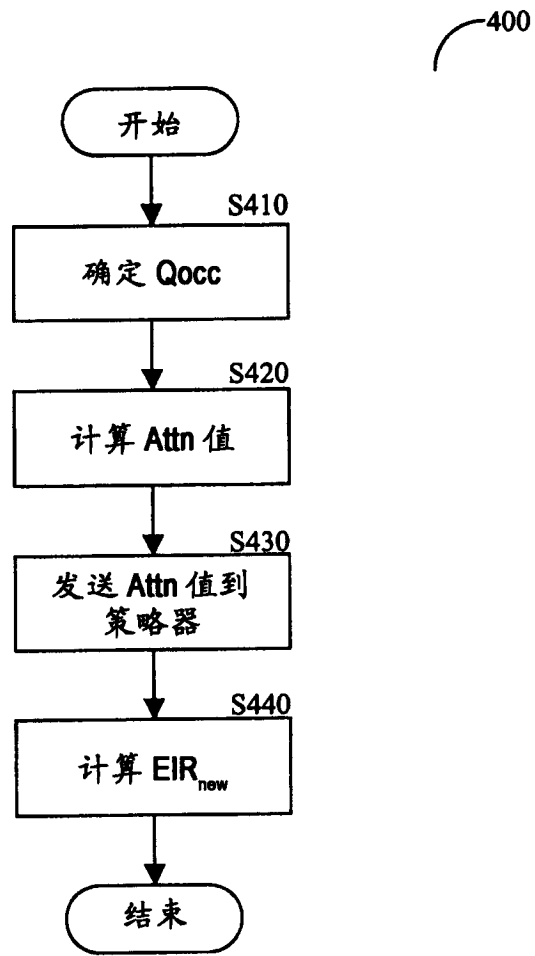 400
开始
S410
确定 Qocc
S420
计算 Attn 值
S430
发送 Attn 值到
策略器
S440
计算 EIRnew
结束